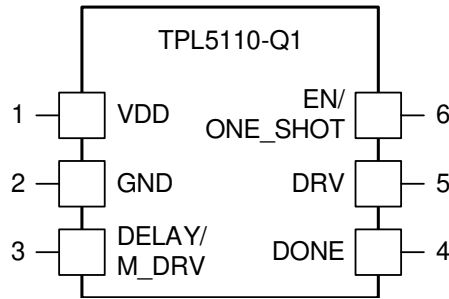 TPL5110-Q1
1 VDD
EN/
ONE_SHOT 6
2 GND
DRV 5
3 DELAY/
M_DRV
DONE 4